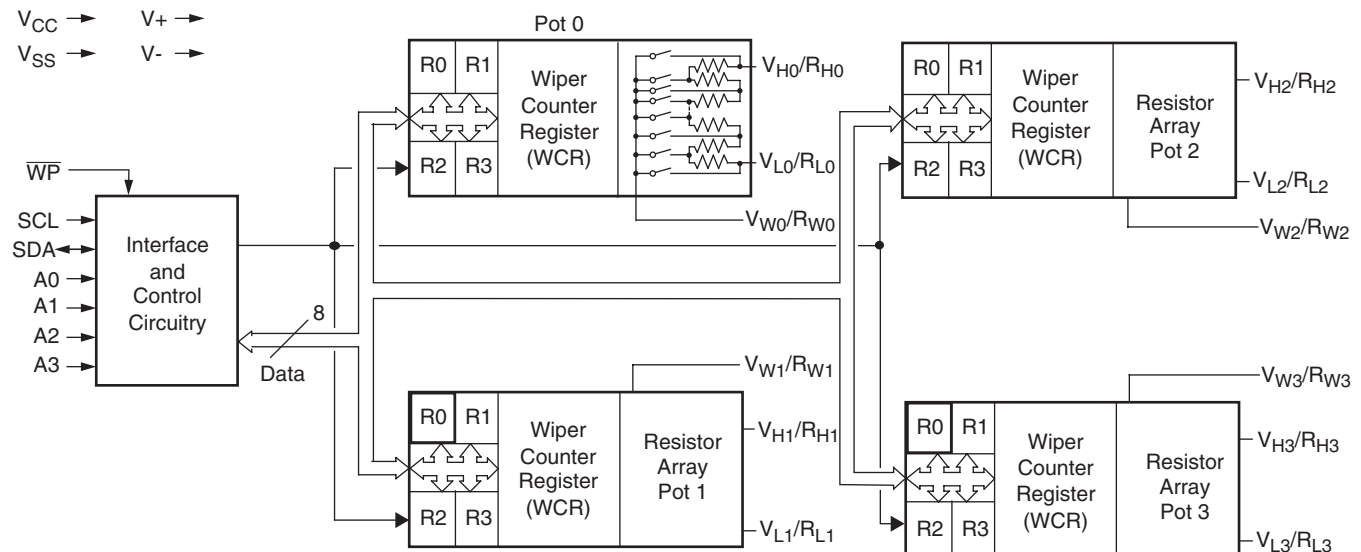 VCC V+
VSS V-
WP
SCL
SDA
A0
A1
A2
A3
Interface
and
Control
Circuitry
8
Data
Pot 0
R0 R1
R2 R3
Wiper
Counter
Register
(WCR)
VH0/RH0
VL0/RL0
VW0/RW0
R0 R1
R2 R3
Wiper
Counter
Register
(WCR)
Resistor
Array
Pot 2
VH2/RH2
VL2/RL2
VW2/RW2
VW1/RW1
R0 R1
R2 R3
Wiper
Counter
Register
(WCR)
Resistor
Array
Pot 1
VH1/RH1
VL1/RL1
VW3/RW3
R0 R1
R2 R3
Wiper
Counter
Register
(WCR)
Resistor
Array
Pot 3
VH3/RH3
VL3/RL3